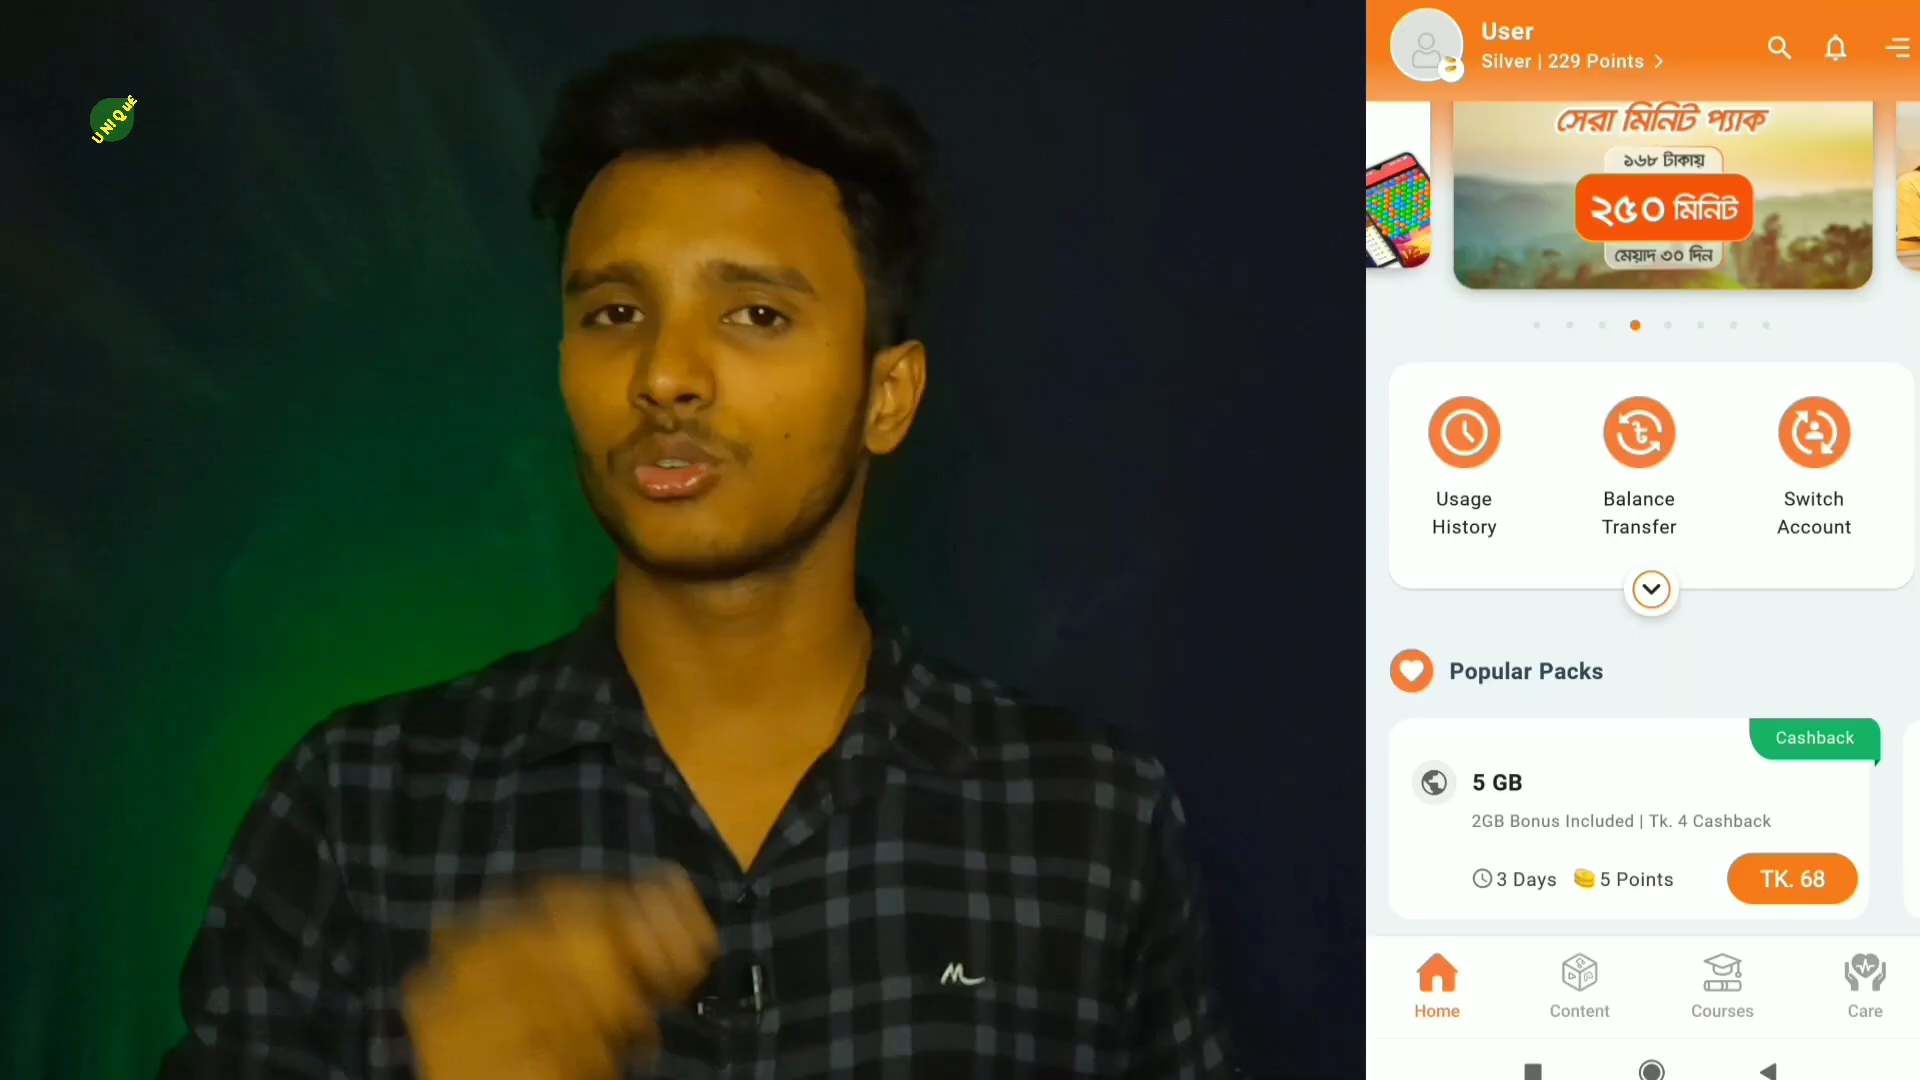 UNIQUE
User
Silver | 229 Points
সেরা মিনিট প্যাক
১৬৮ টাকায়
২৫০ মিনিট
মেয়াদ ৩০ দিন
Usage
History
Balance
Transfer
Switch
Account
Popular Packs
Cashback
5 GB
2GB Bonus Included | Tk. 4 Cashback
3 Days
5 Points
TK. 68
Home
Content
Courses
Care
M